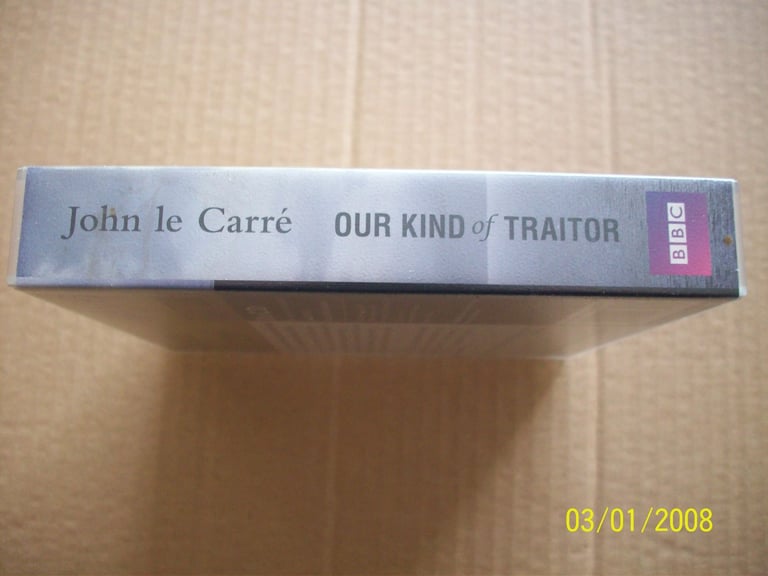 John le Carré OUR KIND of TRAITOR BBC
03/01/2008